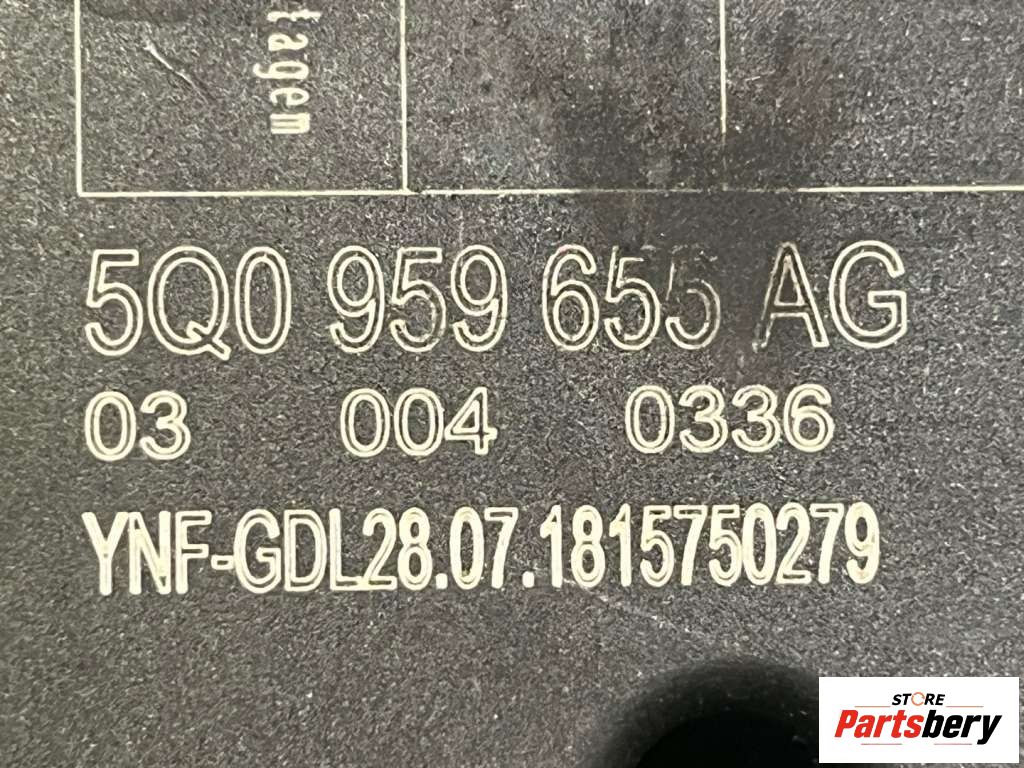 tagem
5Q0 959 655 AG
03 004 0336
YNF-GDL28.07.1815750279
STORE
Partsbery